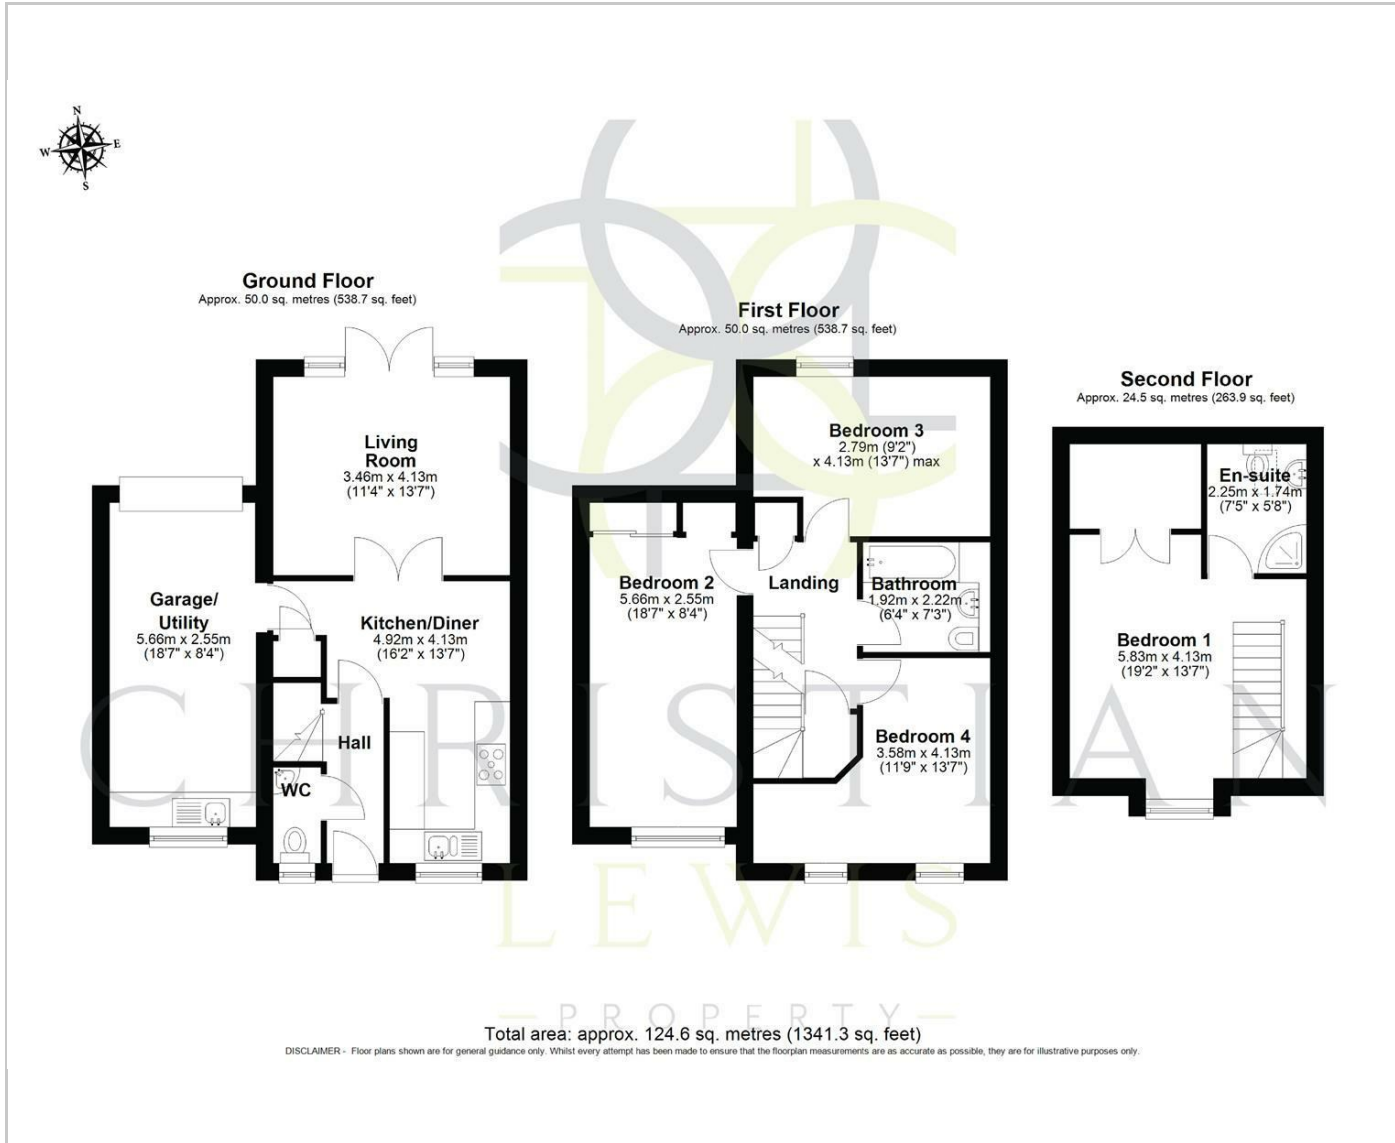 N
W E
S
Ground Floor
Approx. 50.0 sq. metres (538.7 sq. feet)
Living
Room
3.46m x 4.13m
(11'4" x 13'7")
Garage/
Utility
5.66m x 2.55m
(18'7" x 8'4")
Kitchen/Diner
4.92m x 4.13m
(16'2" x 13'7")
Hall
WC
First Floor
Approx. 50.0 sq. metres (538.7 sq. feet)
Bedroom 3
2.79m (9'2")
x 4.13m (13'7") max
Bedroom 2
5.66m x 2.55m
(18'7" x 8'4")
Landing
Bathroom
1.92m x 2.22m
(6'4" x 7'3")
Bedroom 4
3.58m x 4.13m
(11'9" x 13'7")
Second Floor
Approx. 24.5 sq. metres (263.9 sq. feet)
En-suite
2.25m x 1.74m
(7'5" x 5'8")
Bedroom 1
5.83m x 4.13m
(19'2" x 13'7")
CHRISTIAN
LEWIS
PROPERTY
Total area: approx. 124.6 sq. metres (1341.3 sq. feet)
DISCLAIMER - Floor plans shown are for general guidance only. Whilst every attempt has been made to ensure that the floorplan measurements are as accurate as possible, they are for illustrative purposes only.